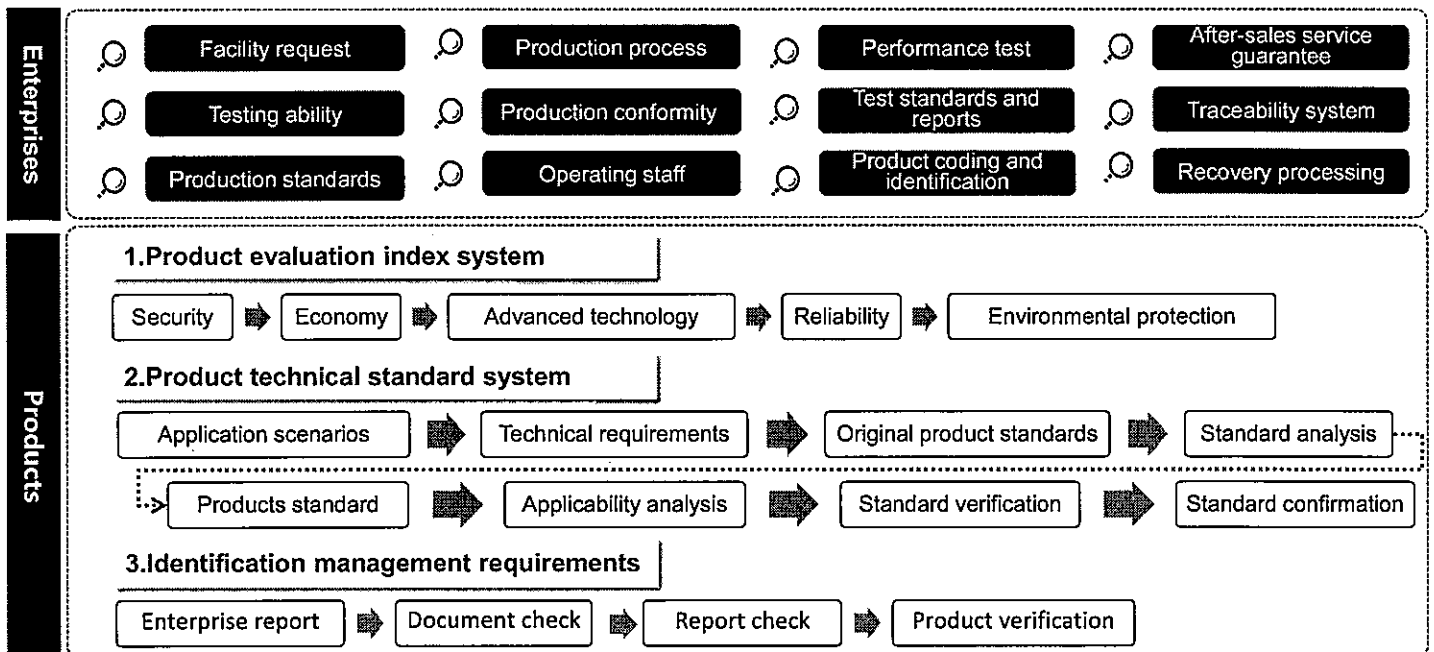 Enterprises
Facility request
Production process
Performance test
After-sales service
guarantee
Testing ability
Production conformity
Test standards and
reports
Traceability system
Production standards
Operating staff
Product coding and
identification
Recovery processing
Products
1.Product evaluation index system
Security
Economy
Advanced technology
Reliability
Environmental protection
2.Product technical standard system
Application scenarios
Technical requirements
Original product standards
Standard analysis
Products standard
Applicability analysis
Standard verification
Standard confirmation
3.Identification management requirements
Enterprise report
Document check
Report check
Product verification